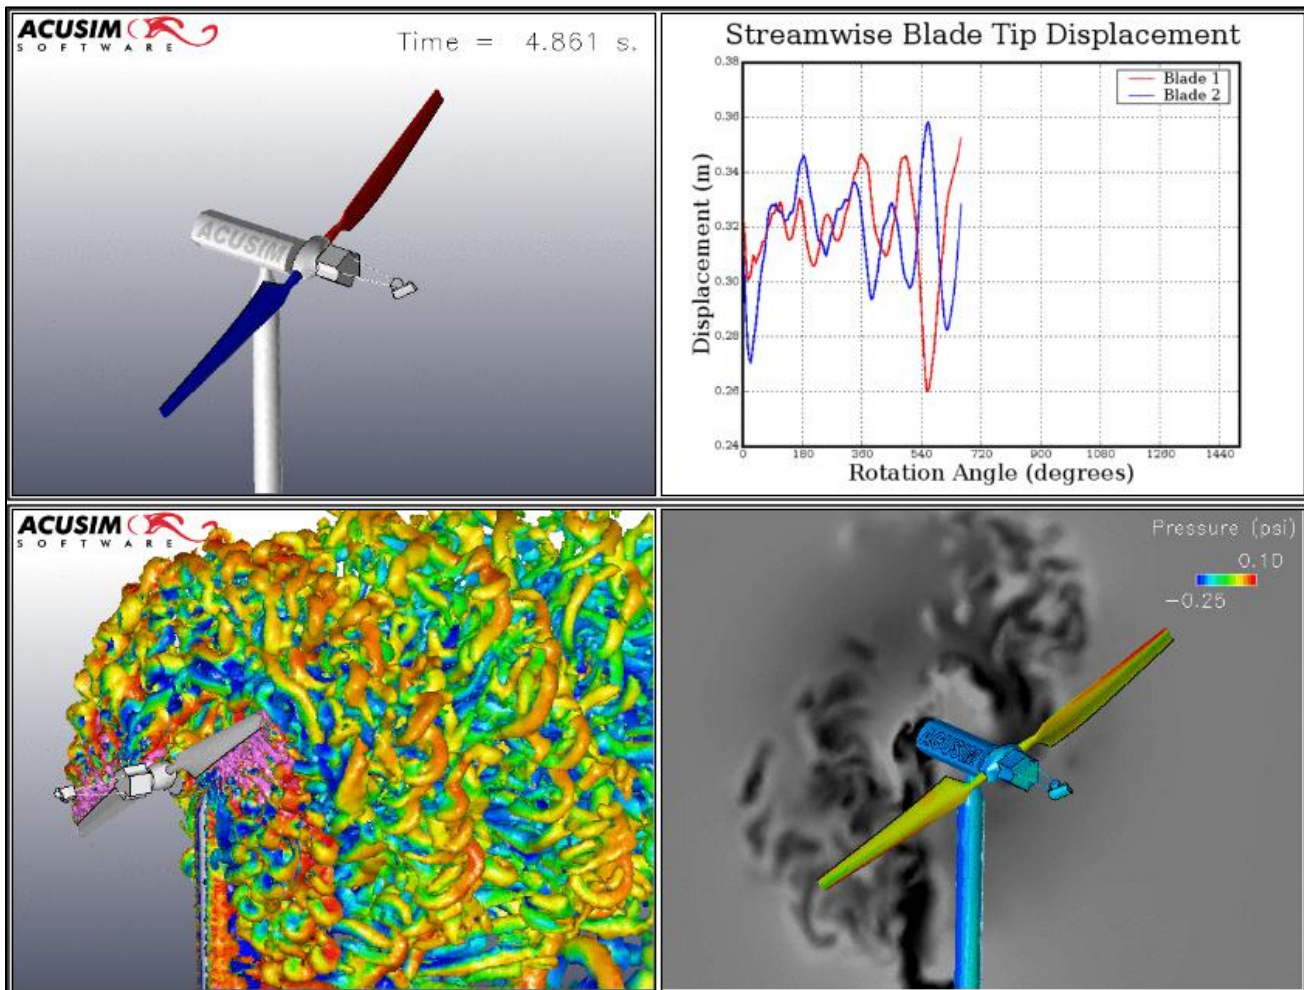 ACUSIM
SOFTWARE
Time = 4.861 s.
ACUSIM
Streamwise Blade Tip Displacement
Blade 1
Blade 2
Displacement (m)
0.38
0.36
0.34
0.32
0.30
0.28
0.26
0.24
0 180 360 540 720 900 1080 1260 1440
Rotation Angle (degrees)
ACUSIM
SOFTWARE
Pressure (psi)
0.10
-0.25
ACUSIM